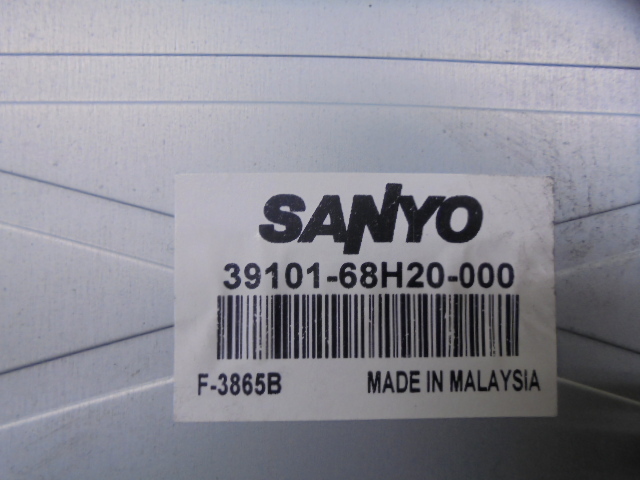 SANYO
39101-68H20-000
F-3865B MADE IN MALAYSIA